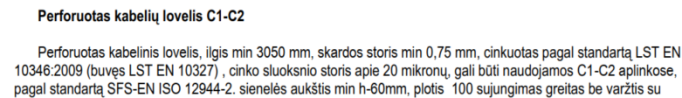 Perforuotas kabelių lovelis C1-C2
Perforuotas kabelinis lovelis, ilgis min 3050 mm, skardos storis min 0,75 mm, cinkuotas pagal standartą LST EN
10346:2009 (buvęs LST EN 10327) , cinko sluoksnio storis apie 20 mikronų, gali būti naudojamos C1-C2 aplinkose,
pagal standartą SFS-EN ISO 12944-2. sienelės aukštis min h-60mm, plotis  100 sujungimas greitas be varžtis su